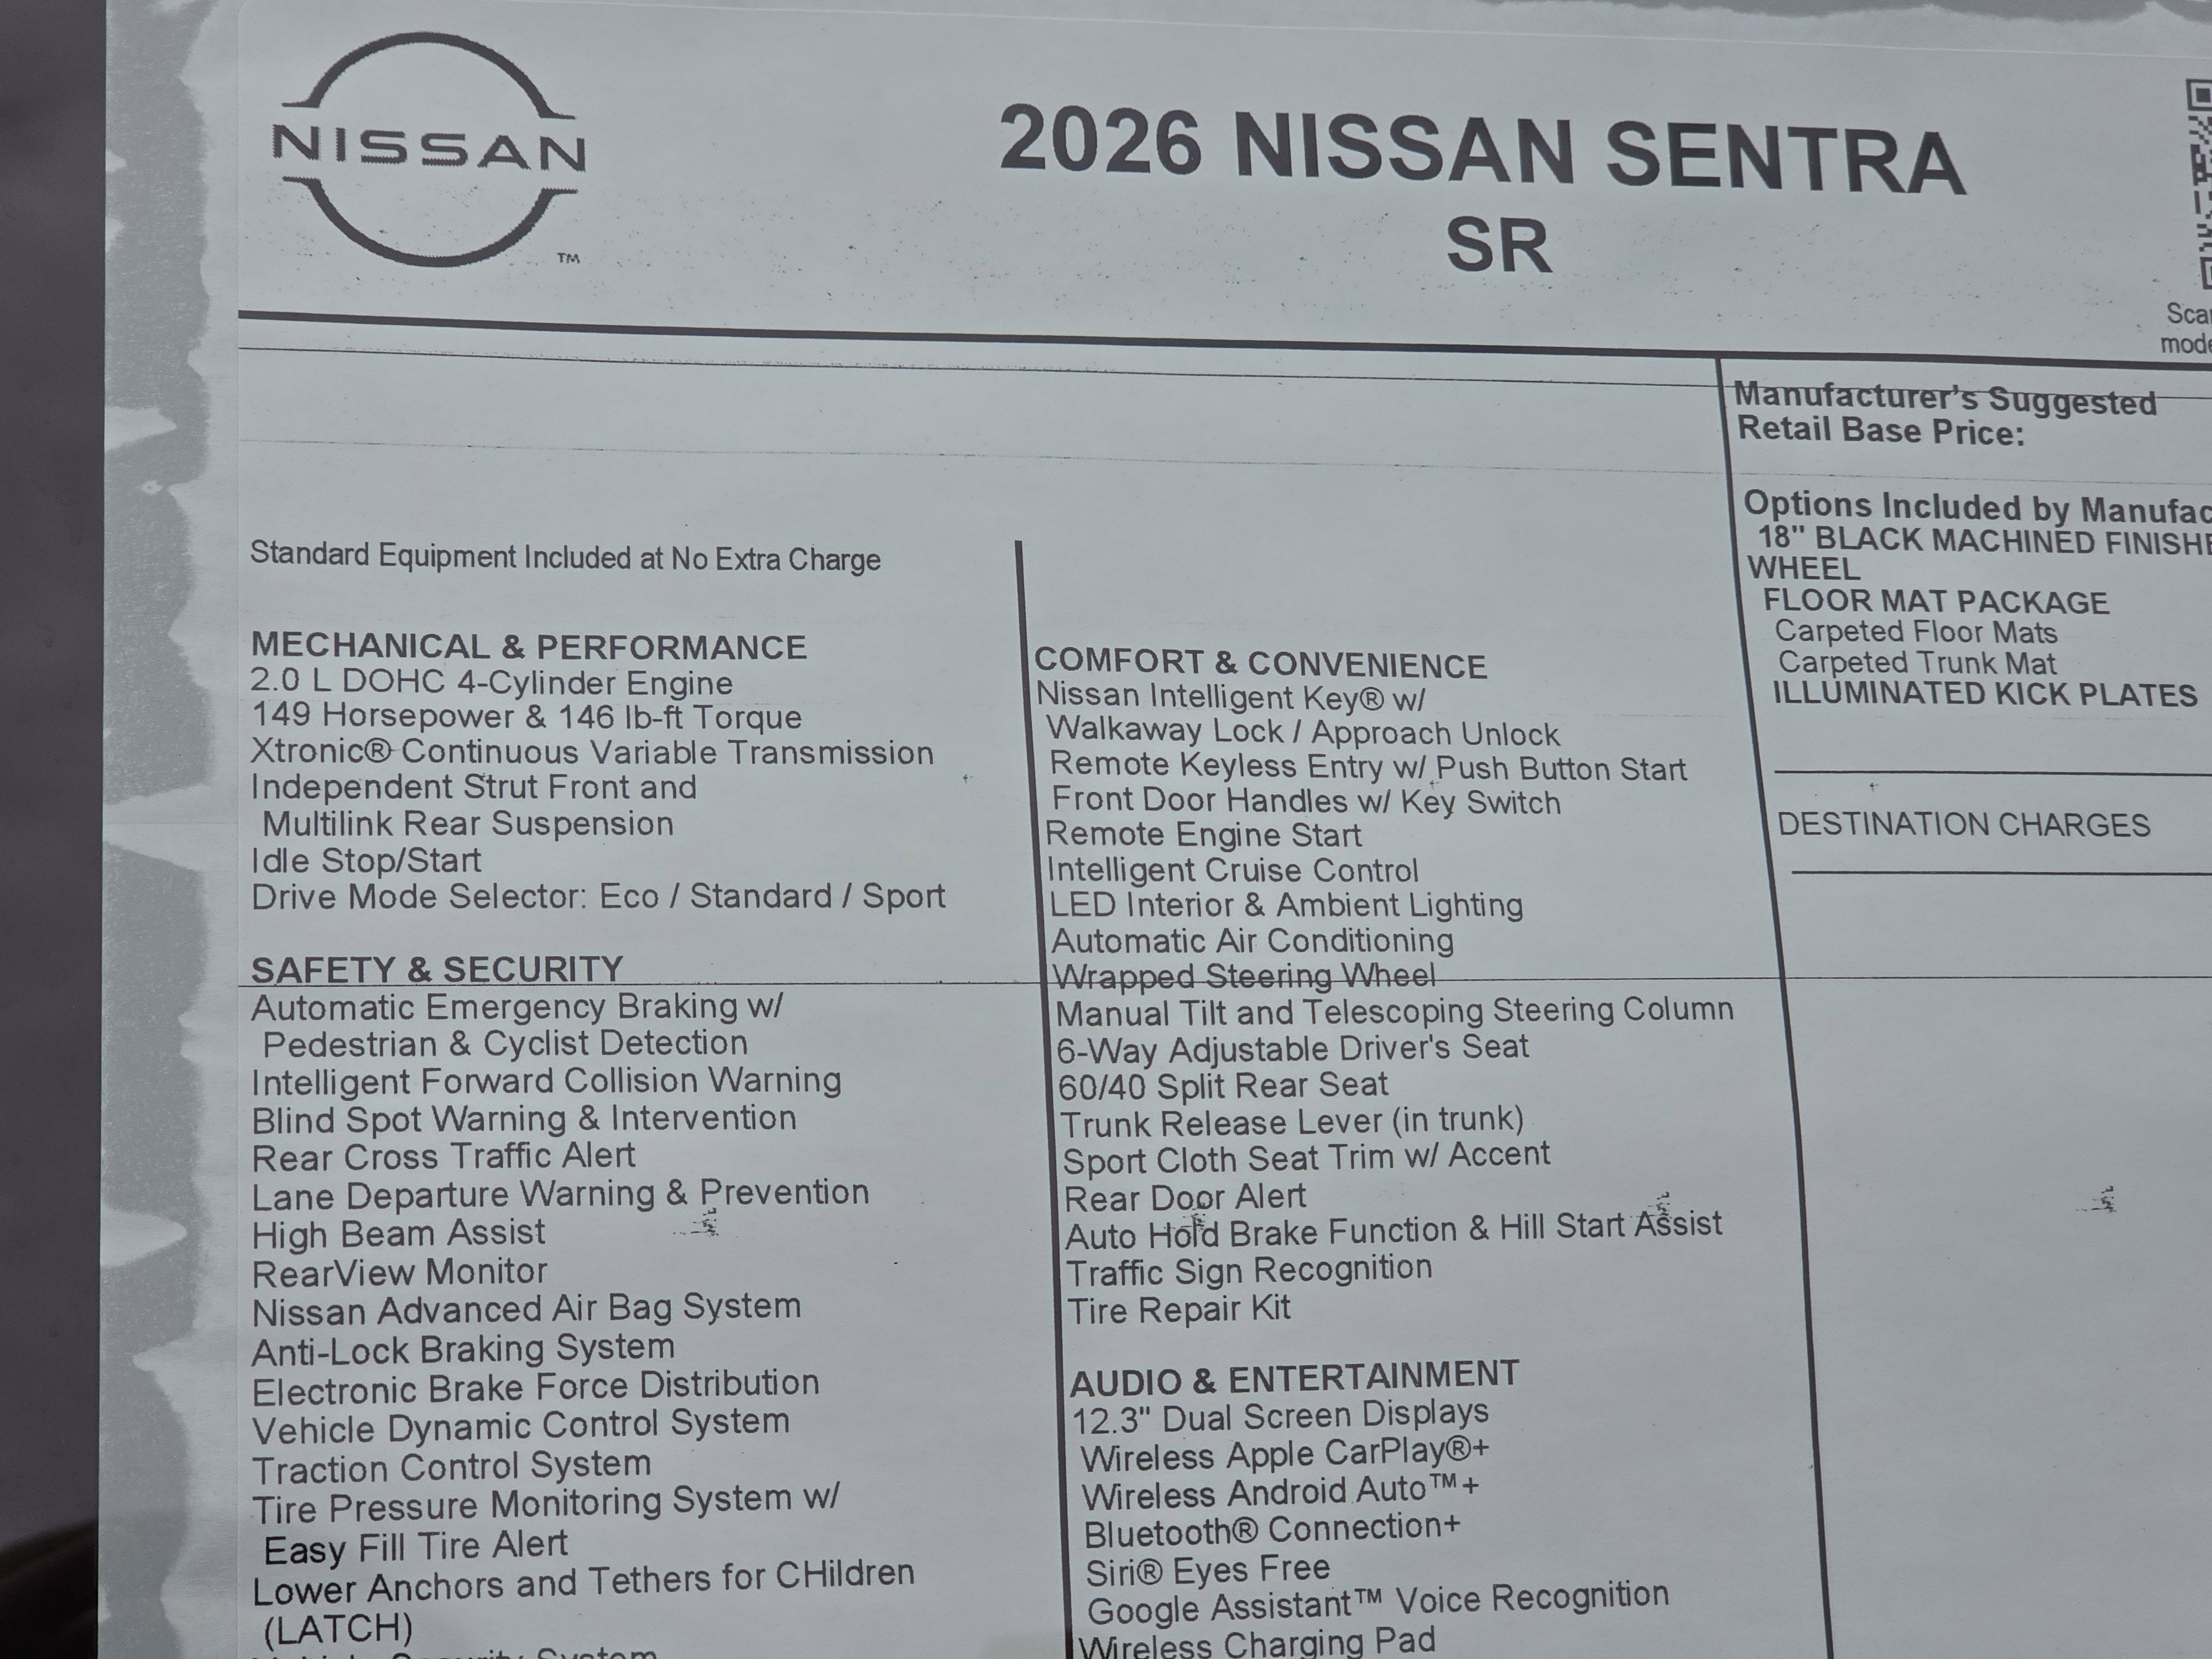 NISSAN
TM
2026 NISSAN SENTRA
SR
Standard Equipment Included at No Extra Charge
MECHANICAL & PERFORMANCE
2.0 L DOHC 4-Cylinder Engine
149 Horsepower & 146 lb-ft Torque
Xtronic® Continuous Variable Transmission
Independent Strut Front and
Multilink Rear Suspension
Idle Stop/Start
Drive Mode Selector: Eco / Standard / Sport
SAFETY & SECURITY
Automatic Emergency Braking w/
Pedestrian & Cyclist Detection
Intelligent Forward Collision Warning
Blind Spot Warning & Intervention
Rear Cross Traffic Alert
Lane Departure Warning & Prevention
High Beam Assist
RearView Monitor
Nissan Advanced Air Bag System
Anti-Lock Braking System
Electronic Brake Force Distribution
Vehicle Dynamic Control System
Traction Control System
Tire Pressure Monitoring System w/
Easy Fill Tire Alert
Lower Anchors and Tethers for CHildren
(LATCH)
COMFORT & CONVENIENCE
Nissan Intelligent Key® w/
Walkaway Lock / Approach Unlock
Remote Keyless Entry w/ Push Button Start
Front Door Handles w/ Key Switch
Remote Engine Start
Intelligent Cruise Control
LED Interior & Ambient Lighting
Automatic Air Conditioning
Wrapped Steering Wheel
Manual Tilt and Telescoping Steering Column
6-Way Adjustable Driver's Seat
60/40 Split Rear Seat
Trunk Release Lever (in trunk)
Sport Cloth Seat Trim w/ Accent
Rear Door Alert
Auto Hold Brake Function & Hill Start Assist
Traffic Sign Recognition
Tire Repair Kit
AUDIO & ENTERTAINMENT
12.3" Dual Screen Displays
Wireless Apple CarPlay®+
Wireless Android Auto™+
Bluetooth® Connection+
Siri® Eyes Free
Google Assistant™ Voice Recognition
Wireless Charging Pad
Manufacturer's Suggested
Retail Base Price:
Options Included by
18" BLACK MACHINED
WHEEL
FLOOR MAT PACKAGE
Carpeted Floor Mats
Carpeted Trunk Mat
ILLUMINATED KICK PLATES
DESTINATION CHARGES